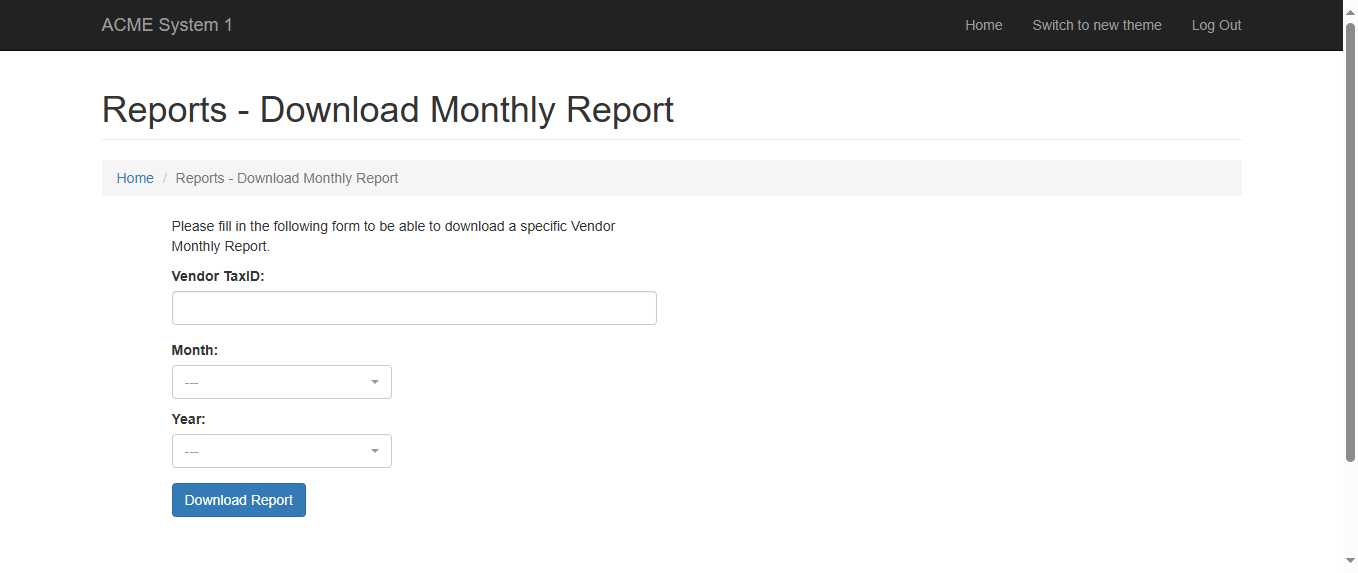 ACME System 1
Home
Switch to new theme
Log Out
Reports - Download Monthly Report
Home / Reports - Download Monthly Report
Please fill in the following form to be able to download a specific Vendor
Monthly Report.
Vendor TaxID:
Month:
---
Year:
---
Download Report